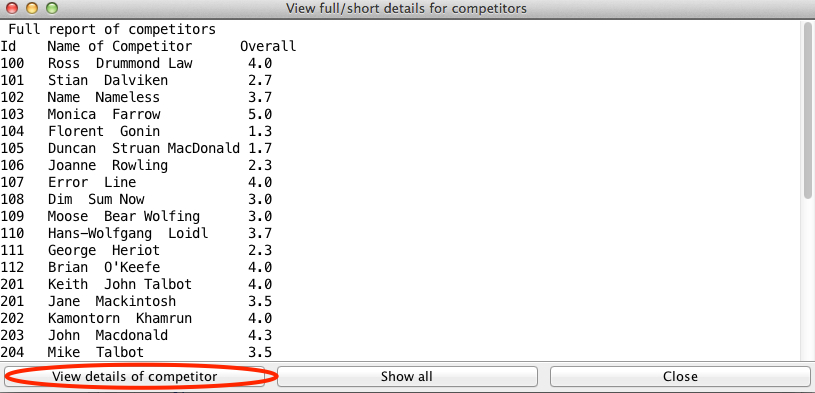 View full/short details for competitors
Full report of competitors
Id    Name of Competitor      Overall
100   Ross  Drummond Law       4.0
101   Stian  Dalviken          2.7
102   Name  Nameless           3.7
103   Monica  Farrow           5.0
104   Florent  Gonin           1.3
105   Duncan  Struan MacDonald 1.7
106   Joanne  Rowling          2.3
107   Error  Line              4.0
108   Dim  Sum Now             3.0
109   Moose  Bear Wolfing      3.0
110   Hans-Wolfgang  Loidl     3.7
111   George  Heriot           2.3
112   Brian  O'Keefe           4.0
201   Keith  John Talbot       4.0
201   Jane  Mackintosh         3.5
202   Kamontorn  Khamrun       4.0
203   John  Macdonald          4.3
204   Mike  Talbot             3.5
View details of competitor    Show all    Close